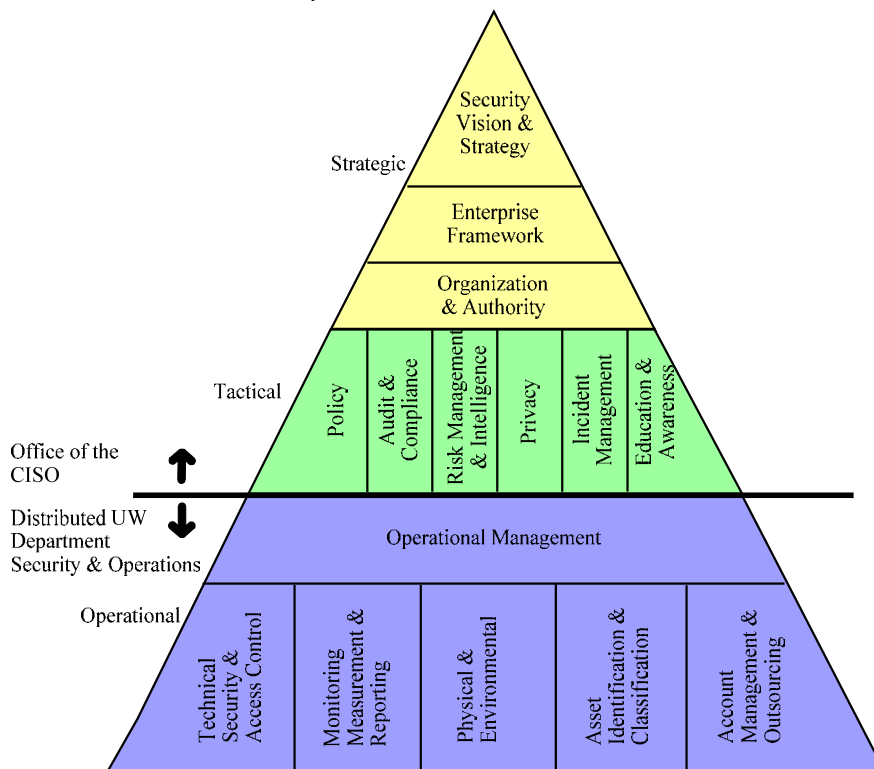 Security
Vision &
Strategy
Strategic
Enterprise
Framework
Organization
& Authority
Tactical
Policy
Audit &
Compliance
Risk Management
& Intelligence
Privacy
Incident
Management
Education &
Awareness
Office of the
CISO
Distributed UW
Department
Security & Operations
Operational Management
Operational
Technical
Security &
Access Control
Monitoring
Measurement &
Reporting
Physical &
Environmental
Asset
Identification &
Classification
Account
Management &
Outsourcing